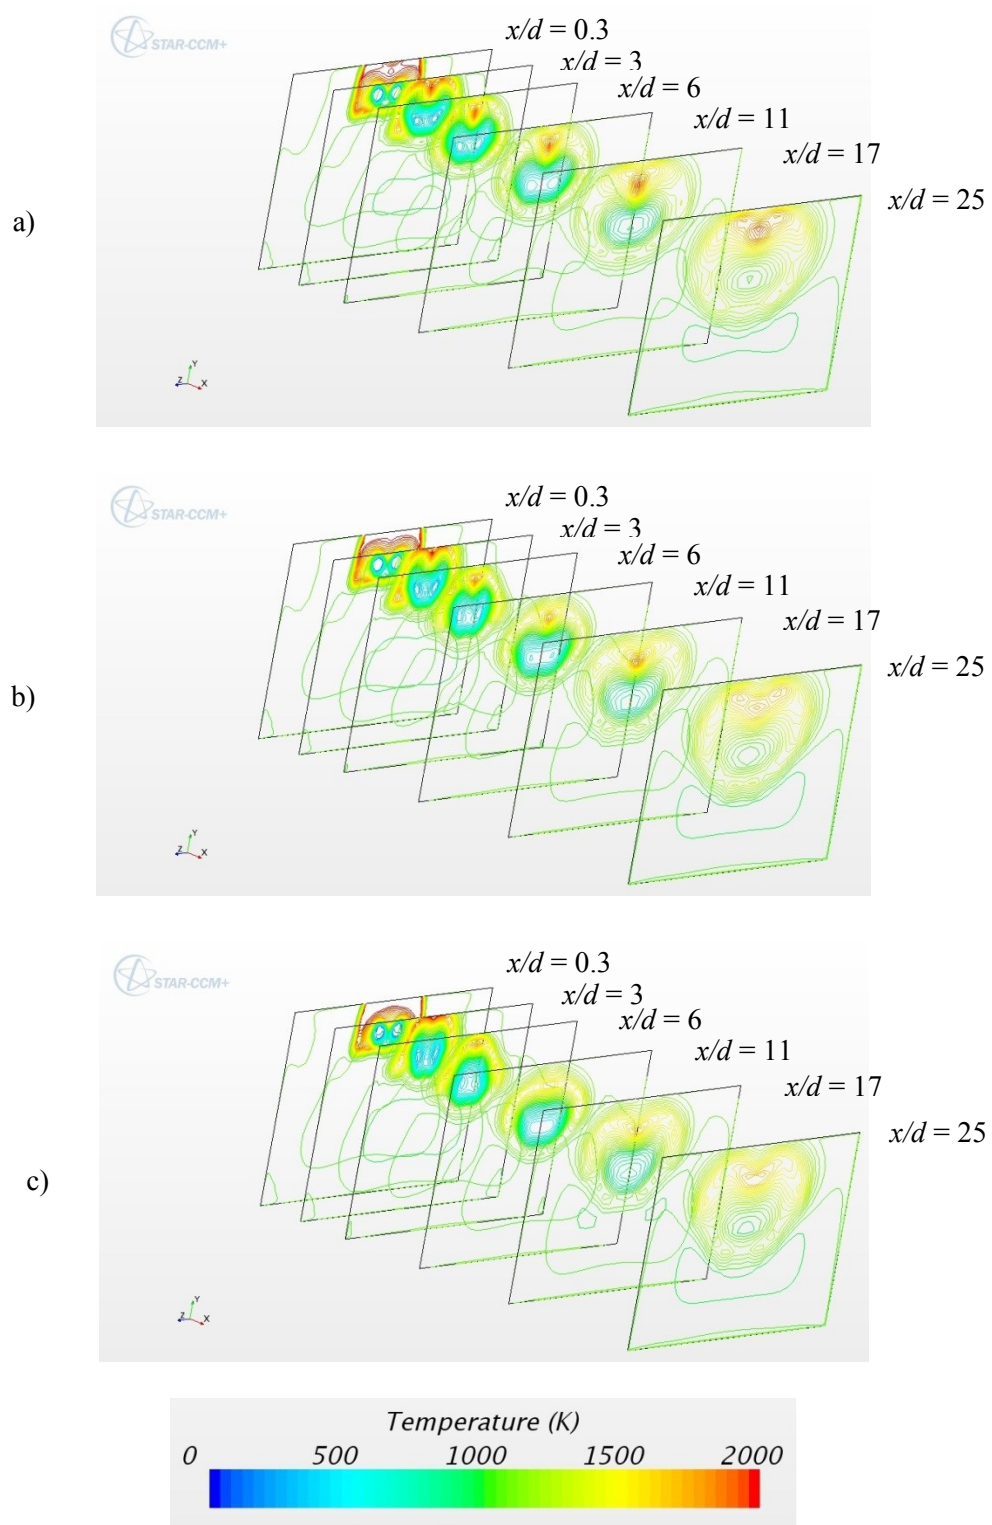 STAR-CCM+
x/d = 0.3
x/d = 3
x/d = 6
x/d = 11
x/d = 17
x/d = 25
a)
Y
Z X
STAR-CCM+
x/d = 0.3
x/d = 3
x/d = 6
x/d = 11
x/d = 17
x/d = 25
b)
Y
Z X
STAR-CCM+
x/d = 0.3
x/d = 3
x/d = 6
x/d = 11
x/d = 17
x/d = 25
c)
Y
Z X
Temperature (K)
0 500 1000 1500 2000